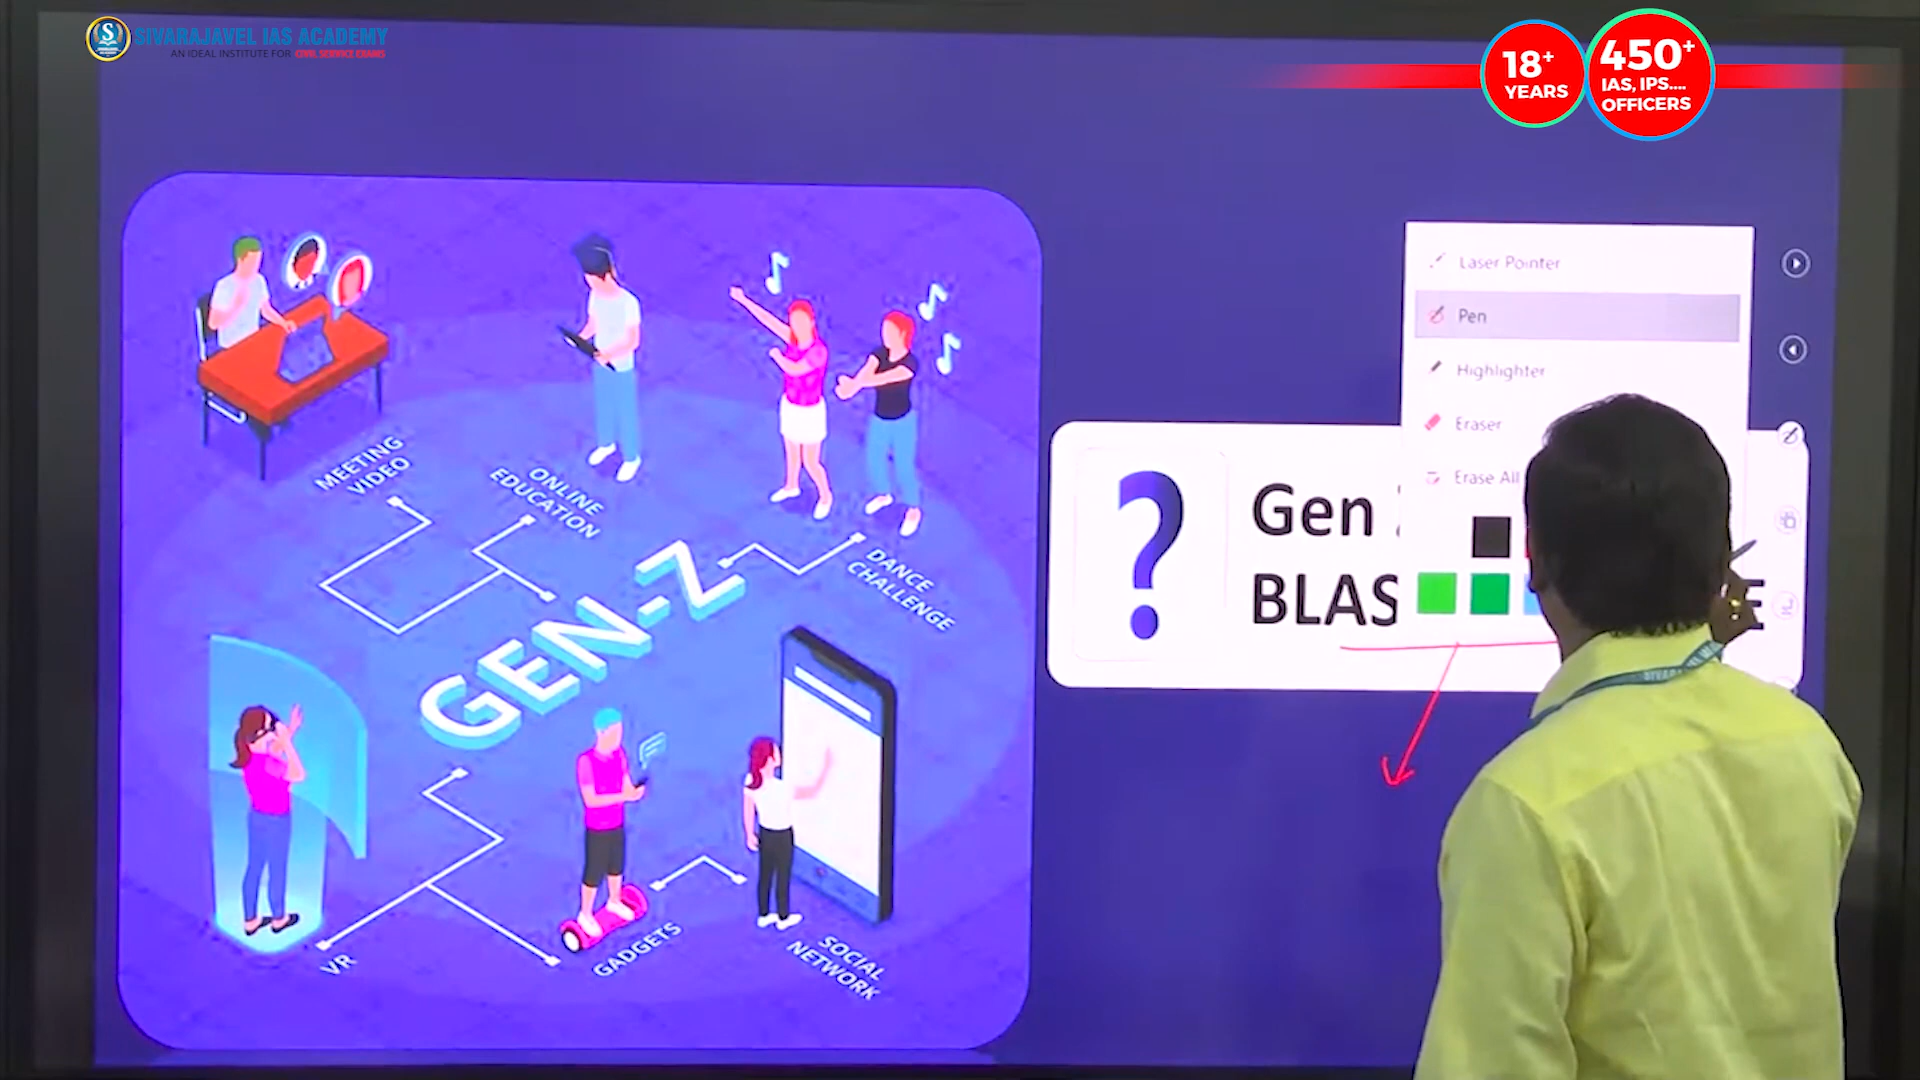 SIVARAJAVEL IAS ACADEMY
AN IDEAL INSTITUTE FOR CIVIL SERVICE EXAMS
18+
YEARS
450+
IAS, IPS....
OFFICERS
MEETING
VIDEO
ONLINE
EDUCATION
DANCE
CHALLENGE
GEN-Z
VR
GADGETS
SOCIAL
NETWORK
Laser Pointer
Pen
Highlighter
Eraser
Erase All
?
Gen
BLAS